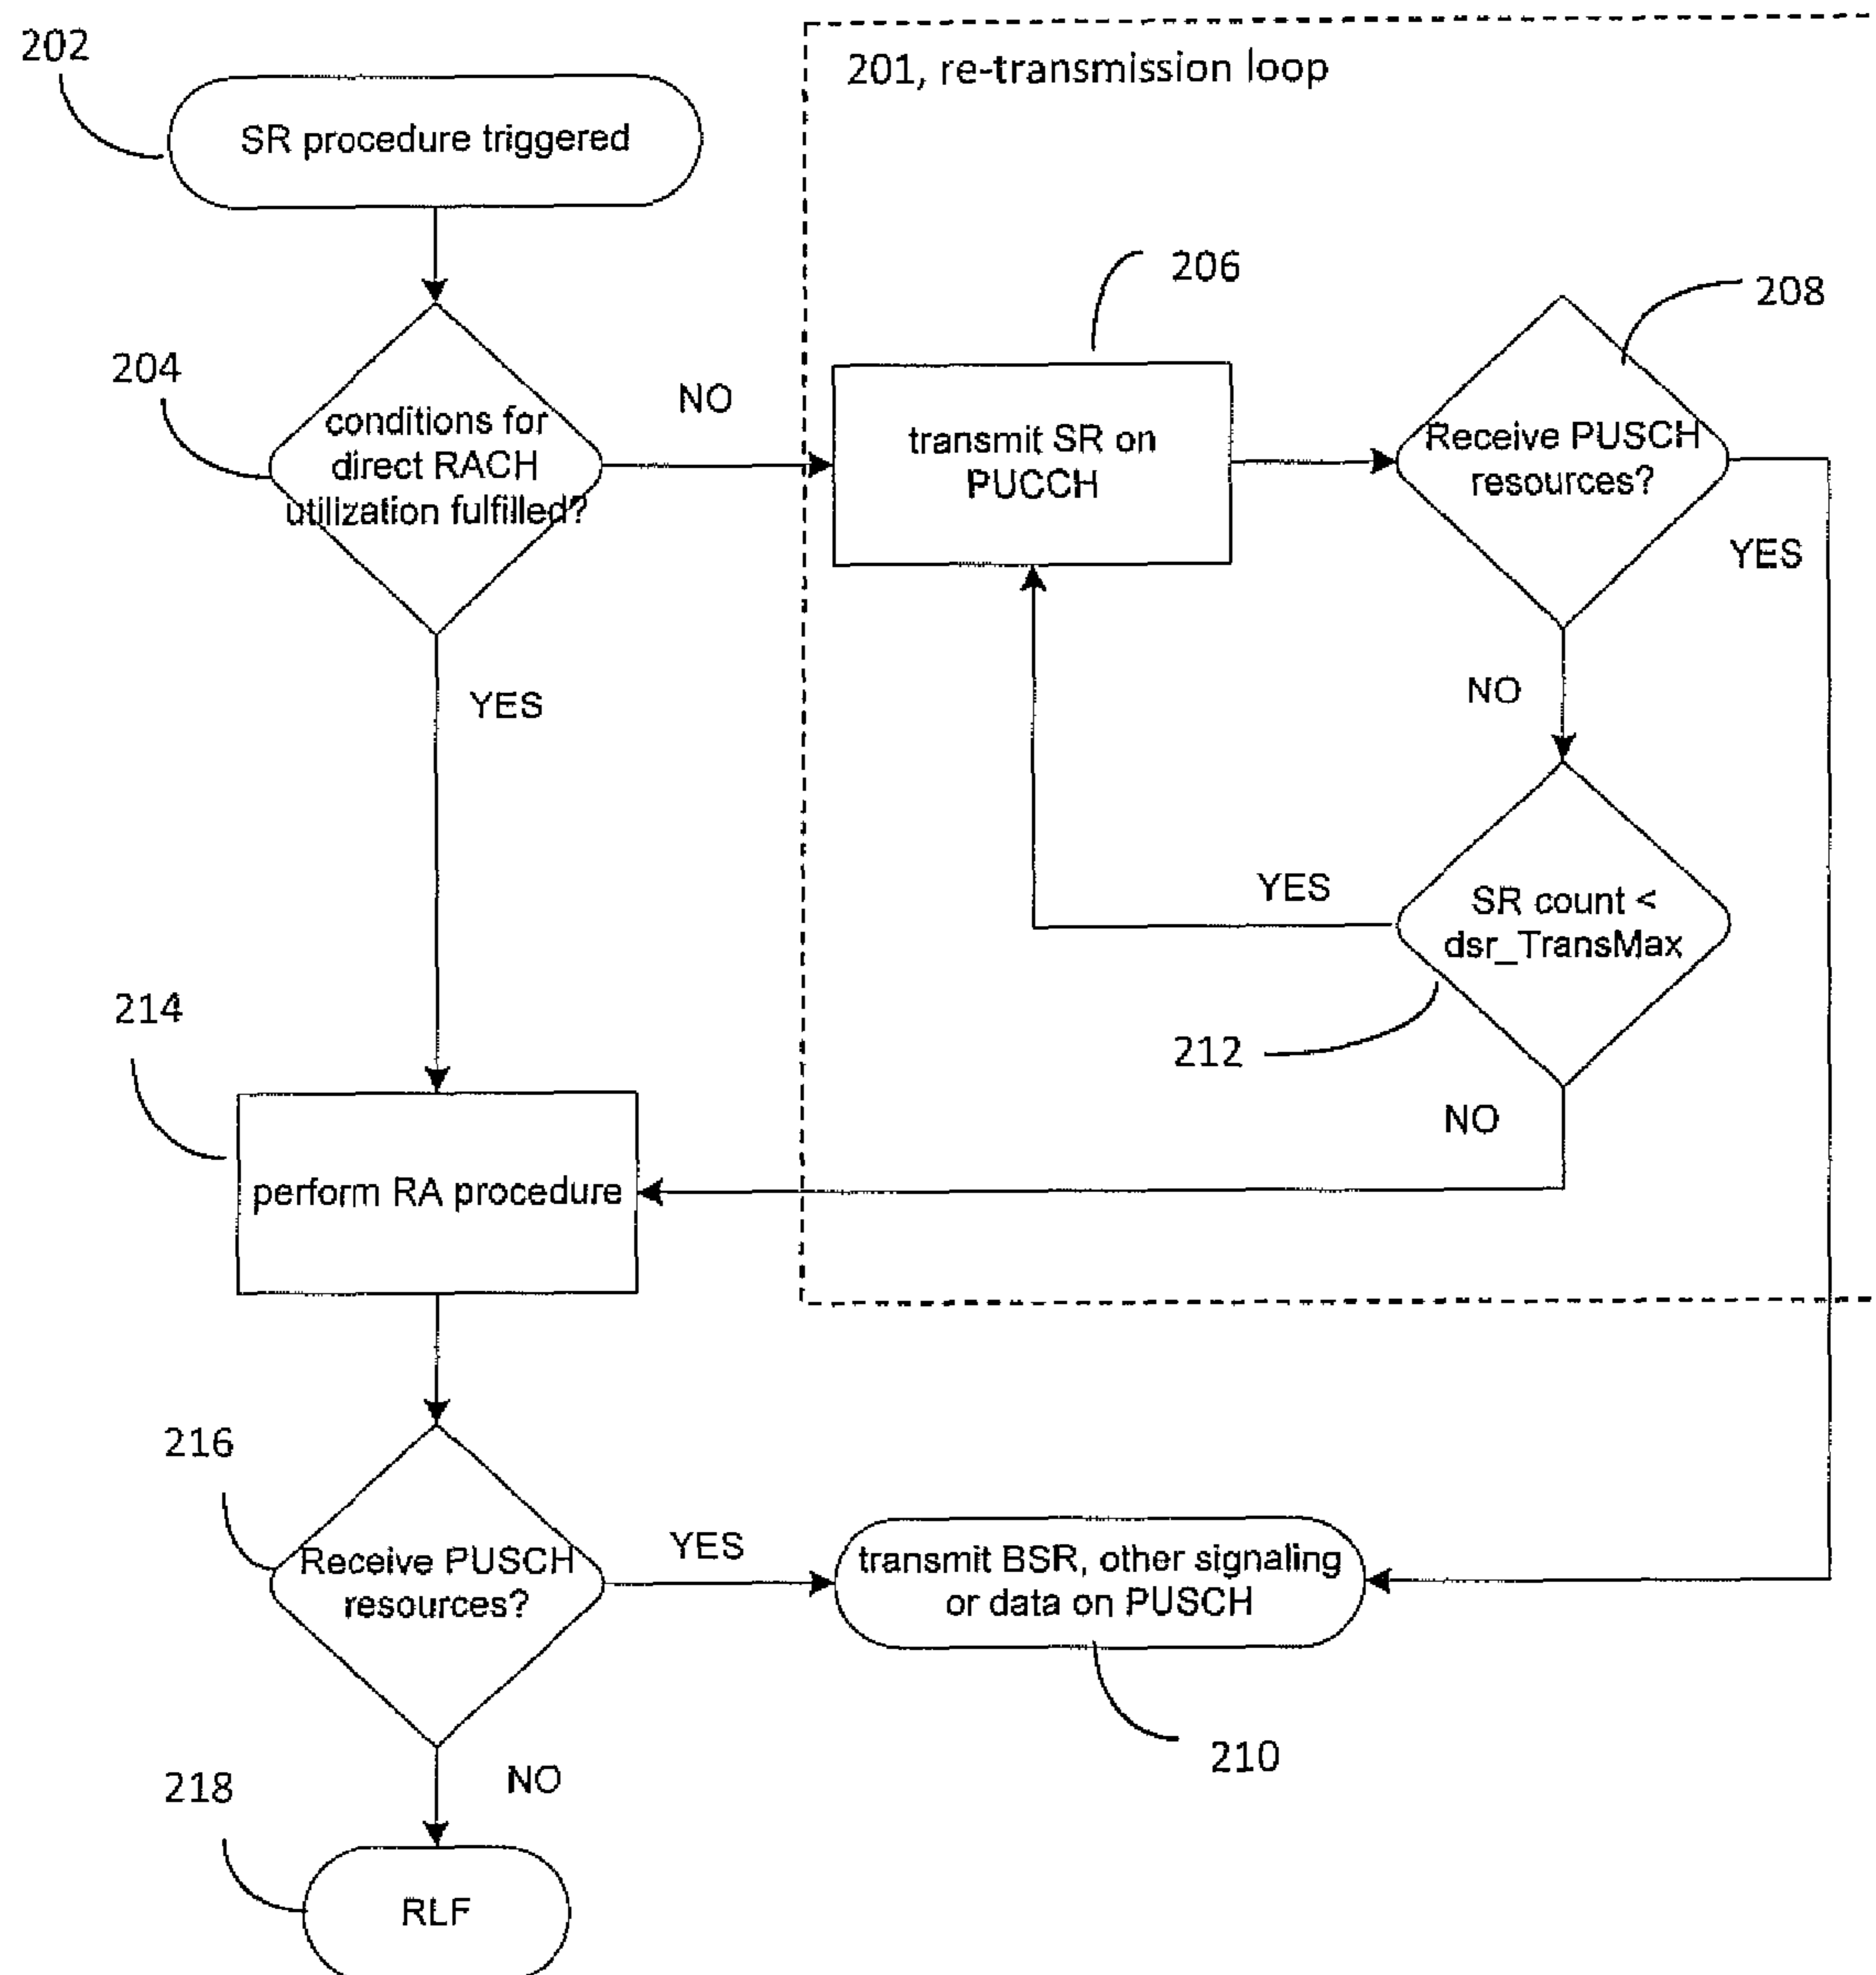 202
201, re-transmission loop
SR procedure triggered
206
208
204
NO
conditions for
direct RACH
utilization fulfilled?
transmit SR on
PUCCH
Receive PUSCH
resources?
YES
YES
NO
YES
SR count <
dsr_TransMax
214
212
NO
perform RA procedure
216
YES
Receive PUSCH
resources?
transmit BSR, other signaling
or data on PUSCH
210
218
NO
RLF